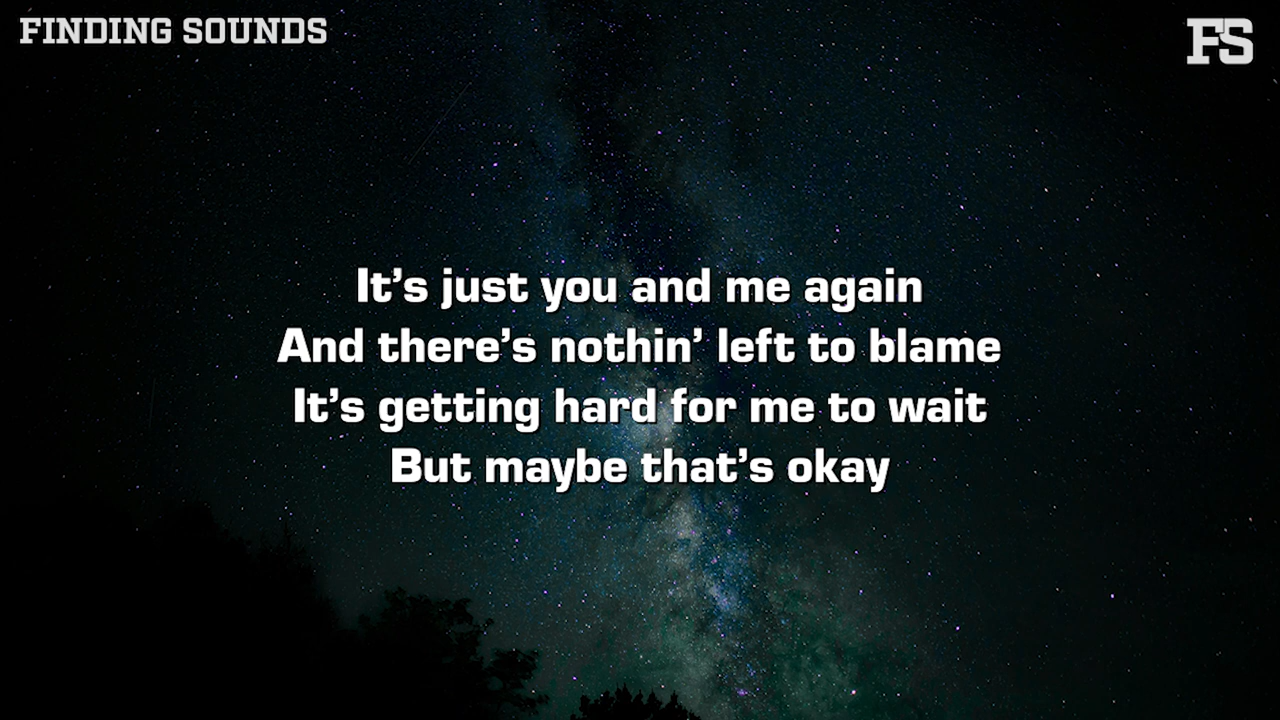 FINDING SOUNDS
FS
It’s just you and me again
And there’s nothin’ left to blame
It’s getting hard for me to wait
But maybe that’s okay